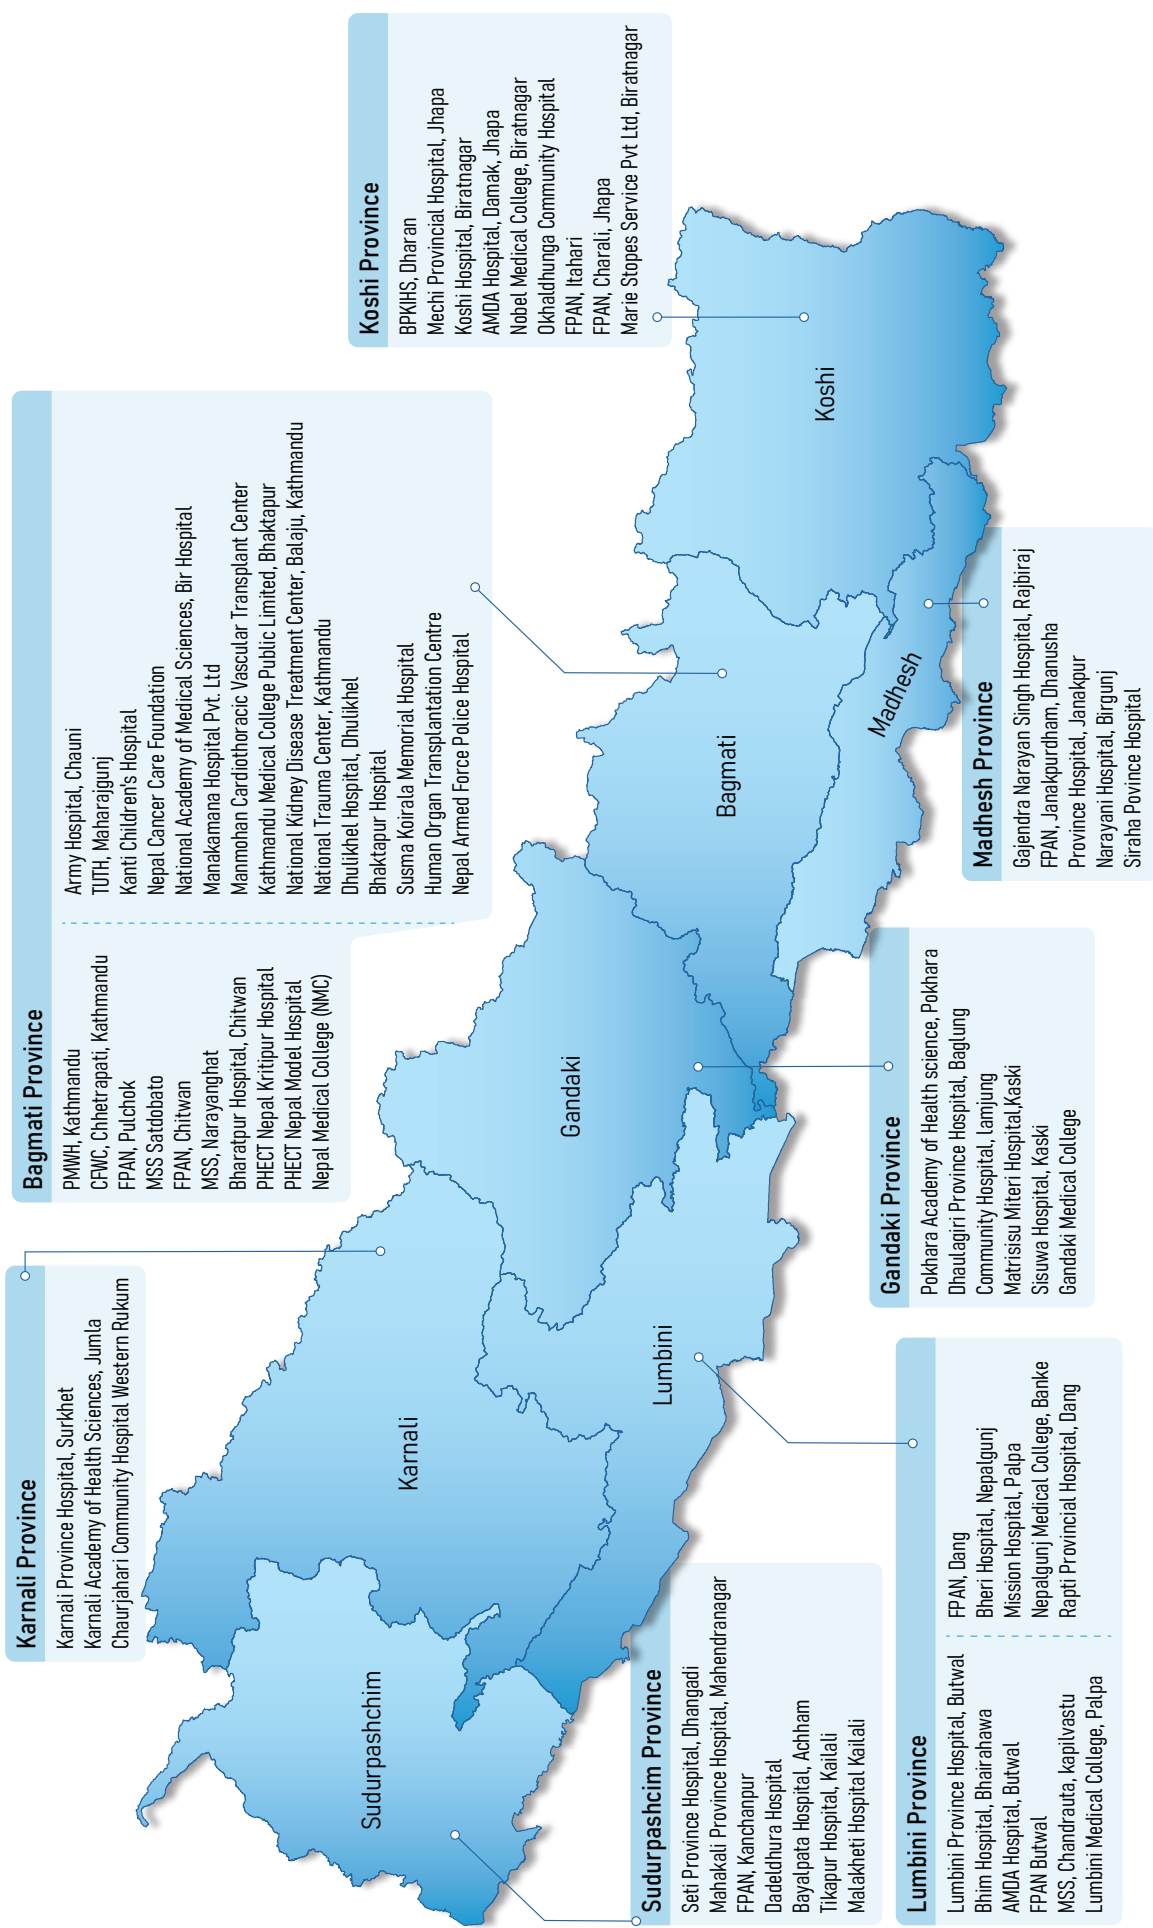 Karnali Province
Karnali Province Hospital, Surkhet
Karnali Academy of Health Sciences, Jumla
Chaurjahari Community Hospital Western Rukum
Bagmati Province
PMWH, Kathmandu
CFWC, Chhetrapati, Kathmandu
FPAN, Pulchok
MSS Satdobato
FPAN, Chitwan
MSS, Narayanghat
Bharatpur Hospital, Chitwan
PHECT Nepal Kritipur Hospital
PHECT Nepal Model Hospital
Nepal Medical College (NMC)
Army Hospital, Chauni
TUTH, Maharajgunj
Kanti Children's Hospital
Nepal Cancer Care Foundation
National Academy of Medical Sciences, Bir Hospital
Manakamana Hospital Pvt. Ltd
Manmohan Cardiothoracic Vascular Transplant Center
Kathmandu Medical College Public Limited, Bhaktapur
National Kidney Disease Treatment Center, Balaju, Kathmandu
National Trauma Center, Kathmandu
Dhulikhel Hospital, Dhulikhel
Bhaktapur Hospital
Susma Koirala Memorial Hospital
Human Organ Transplantation Centre
Nepal Armed Force Police Hospital
Koshi Province
BPKIHS, Dharan
Mechi Provincial Hospital, Jhapa
Koshi Hospital, Biratnagar
AMDA Hospital, Damak, Jhapa
Nobel Medical College, Biratnagar
Okhaldhunga Community Hospital
FPAN, Itahari
FPAN, Charali, Jhapa
Marie Stopes Service Pvt Ltd, Biratnagar
Sudurpashchim
Karnali
Gandaki
Lumbini
Bagmati
Madhesh
Koshi
Sudurpashcim Province
Seti Province Hospital, Dhangadi
Mahakali Province Hospital, Mahendranagar
FPAN, Kanchanpur
Dadeldhura Hospital
Bayalpata Hospital, Achham
Tikapur Hospital, Kailali
Malakheti Hospital Kailali
Lumbini Province
Lumbini Province Hospital, Butwal
Bhim Hospital, Bhairahawa
AMDA Hospital, Butwal
FPAN Butwal
MSS, Chandrauta, kapilvastu
Lumbini Medical College, Palpa
FPAN, Dang
Bheri Hospital, Nepalgunj
Mission Hospital, Palpa
Nepalgunj Medical College, Banke
Rapti Provincial Hospital, Dang
Gandaki Province
Pokhara Academy of Health science, Pokhara
Dhaulagiri Province Hospital, Baglung
Community Hospital, Lamjung
Matrisisu Miteri Hospital,Kaski
Sisuwa Hospital, Kaski
Gandaki Medical College
Madhesh Province
Gajendra Narayan Singh Hospital, Rajbiraj
FPAN, Janakpurdham, Dhanusha
Province Hospital, Janakpur
Narayani Hospital, Birgunj
Siraha Povince Hospital